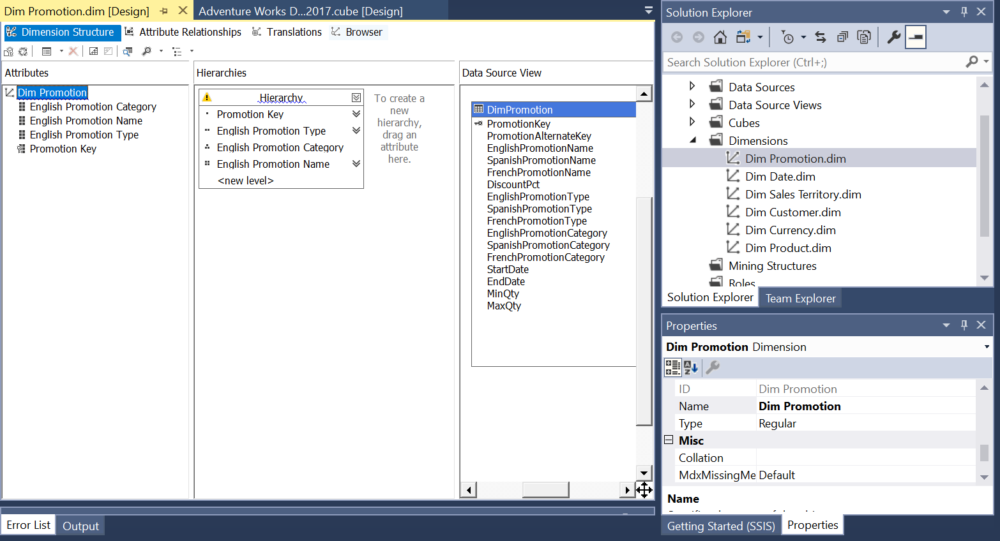 Dim Promotion.dim [Design]
Adventure Works D...2017.cube [Design]
Dimension Structure
Attribute Relationships
Translations
Browser
Attributes
Dim Promotion
English Promotion Category
English Promotion Name
English Promotion Type
Promotion Key
Hierarchies
Hierarchy
Promotion Key
English Promotion Type
English Promotion Category
English Promotion Name
<new level>
To create a
new
hierarchy,
drag an
attribute
here.
Data Source View
DimPromotion
PromotionKey
PromotionAlternateKey
EnglishPromotionName
SpanishPromotionName
FrenchPromotionName
DiscountPct
EnglishPromotionType
SpanishPromotionType
FrenchPromotionType
EnglishPromotionCategory
SpanishPromotionCategory
FrenchPromotionCategory
StartDate
EndDate
MinQty
MaxQty
Error List
Output
Solution Explorer
Search Solution Explorer (Ctrl+;)
Data Sources
Data Source Views
Cubes
Dimensions
Dim Promotion.dim
Dim Date.dim
Dim Sales Territory.dim
Dim Customer.dim
Dim Currency.dim
Dim Product.dim
Mining Structures
Roles
Solution Explorer
Team Explorer
Properties
Dim Promotion Dimension
ID Dim Promotion
Name Dim Promotion
Type Regular
Misc
Collation
MdxMissingMe Default
Name
Getting Started (SSIS)
Properties